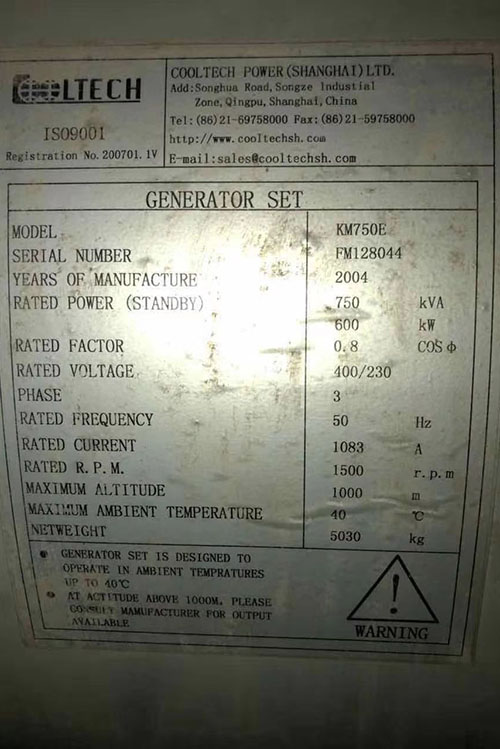 COOLTECH
ISO9001
Registration No. 200701. 1V
COOLTECH POWER(SHANGHAI)LTD.
Add:Songhua Road, Songze Industial
Zone, Qingpu, Shanghai, China
Tel:(86)21-69758000 Fax:(86)21-59758000
http://www.cooltechsh.com
E-mail:sales@cooltechsh.com
GENERATOR SET
MODEL KM750E
SERIAL NUMBER FM128044
YEARS OF MANUFACTURE 2004
RATED POWER (STANDBY) 750 kVA
600 kW
RATED FACTOR 0.8 COSΦ
RATED VOLTAGE 400/230
PHASE 3
RATED FREQUENCY 50 Hz
RATED CURRENT 1083 A
RATED R.P.M. 1500 r.p.m
MAXIMUM ALTITUDE 1000 m
MAXIMUM AMBIENT TEMPERATURE 40 ℃
NETWEIGHT 5030 kg
GENERATOR SET IS DESIGNED TO
OPERATE IN AMBIENT TEMPRATURES
UP TO 40℃
AT ACTITUDE ABOVE 1000M, PLEASE
CONSULT MAMUFACTURER FOR OUTPUT
AVAILABLE
!
WARNING